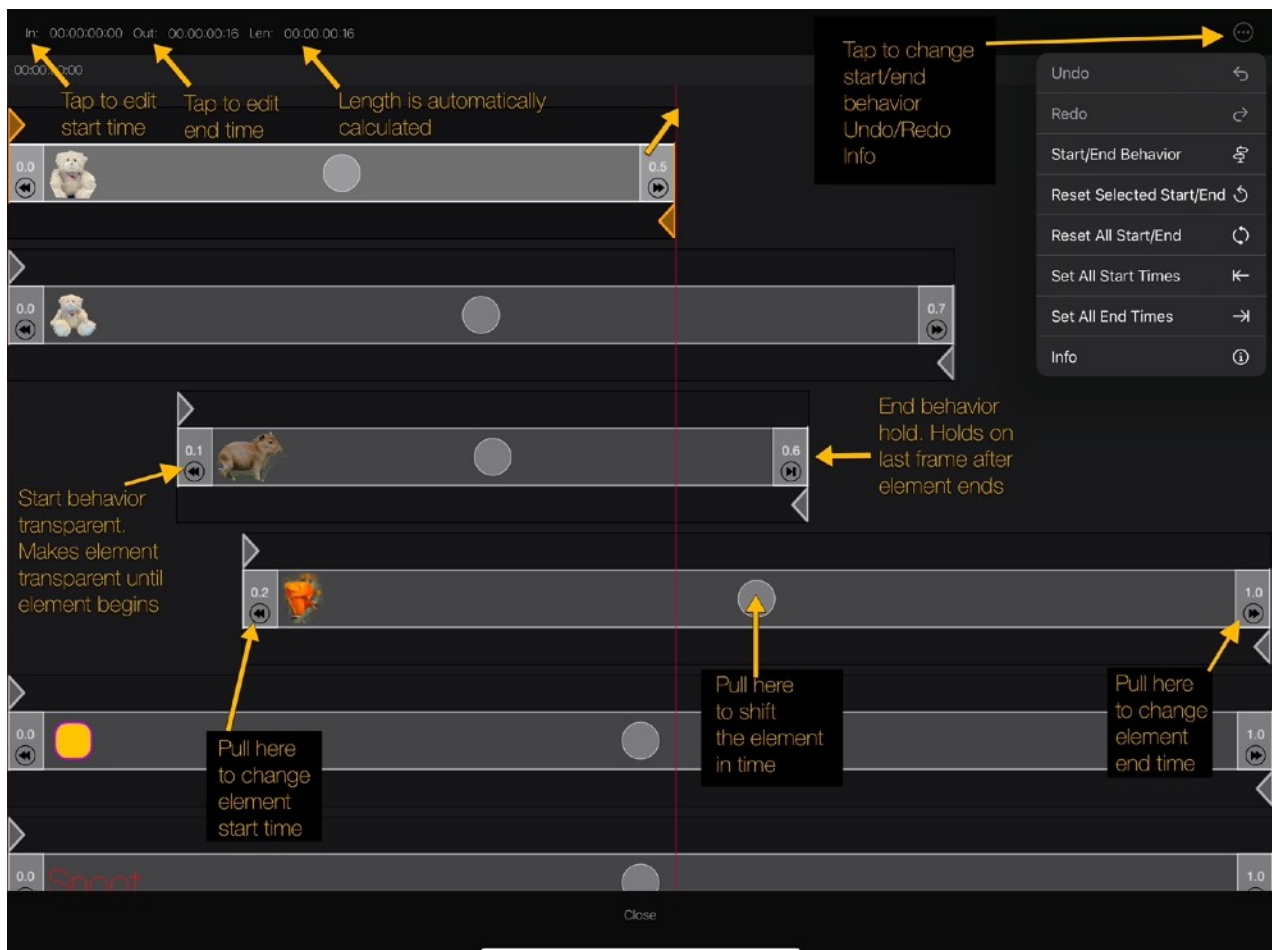 In: 00:00:00:00 Out: 00.00:00:16 Len: 00:00:00.16
Tap to edit
start time
Tap to edit
end time
Length is automatically
calculated
Tap to change
start/end
behavior
Undo/Redo
Info
Undo
Redo
Start/End Behavior
Reset Selected Start/End
Reset All Start/End
Set All Start Times
Set All End Times
Info
0.0
0.5
0.0
0.7
0.1
0.6
Start behavior
transparent.
Makes element
transparent until
element begins
End behavior
hold. Holds on
last frame after
element ends
0.2
1.0
Pull here
to change
element
start time
Pull here
to shift
the element
in time
Pull here
to change
element
end time
0.0
1.0
0.0
1.0
Close